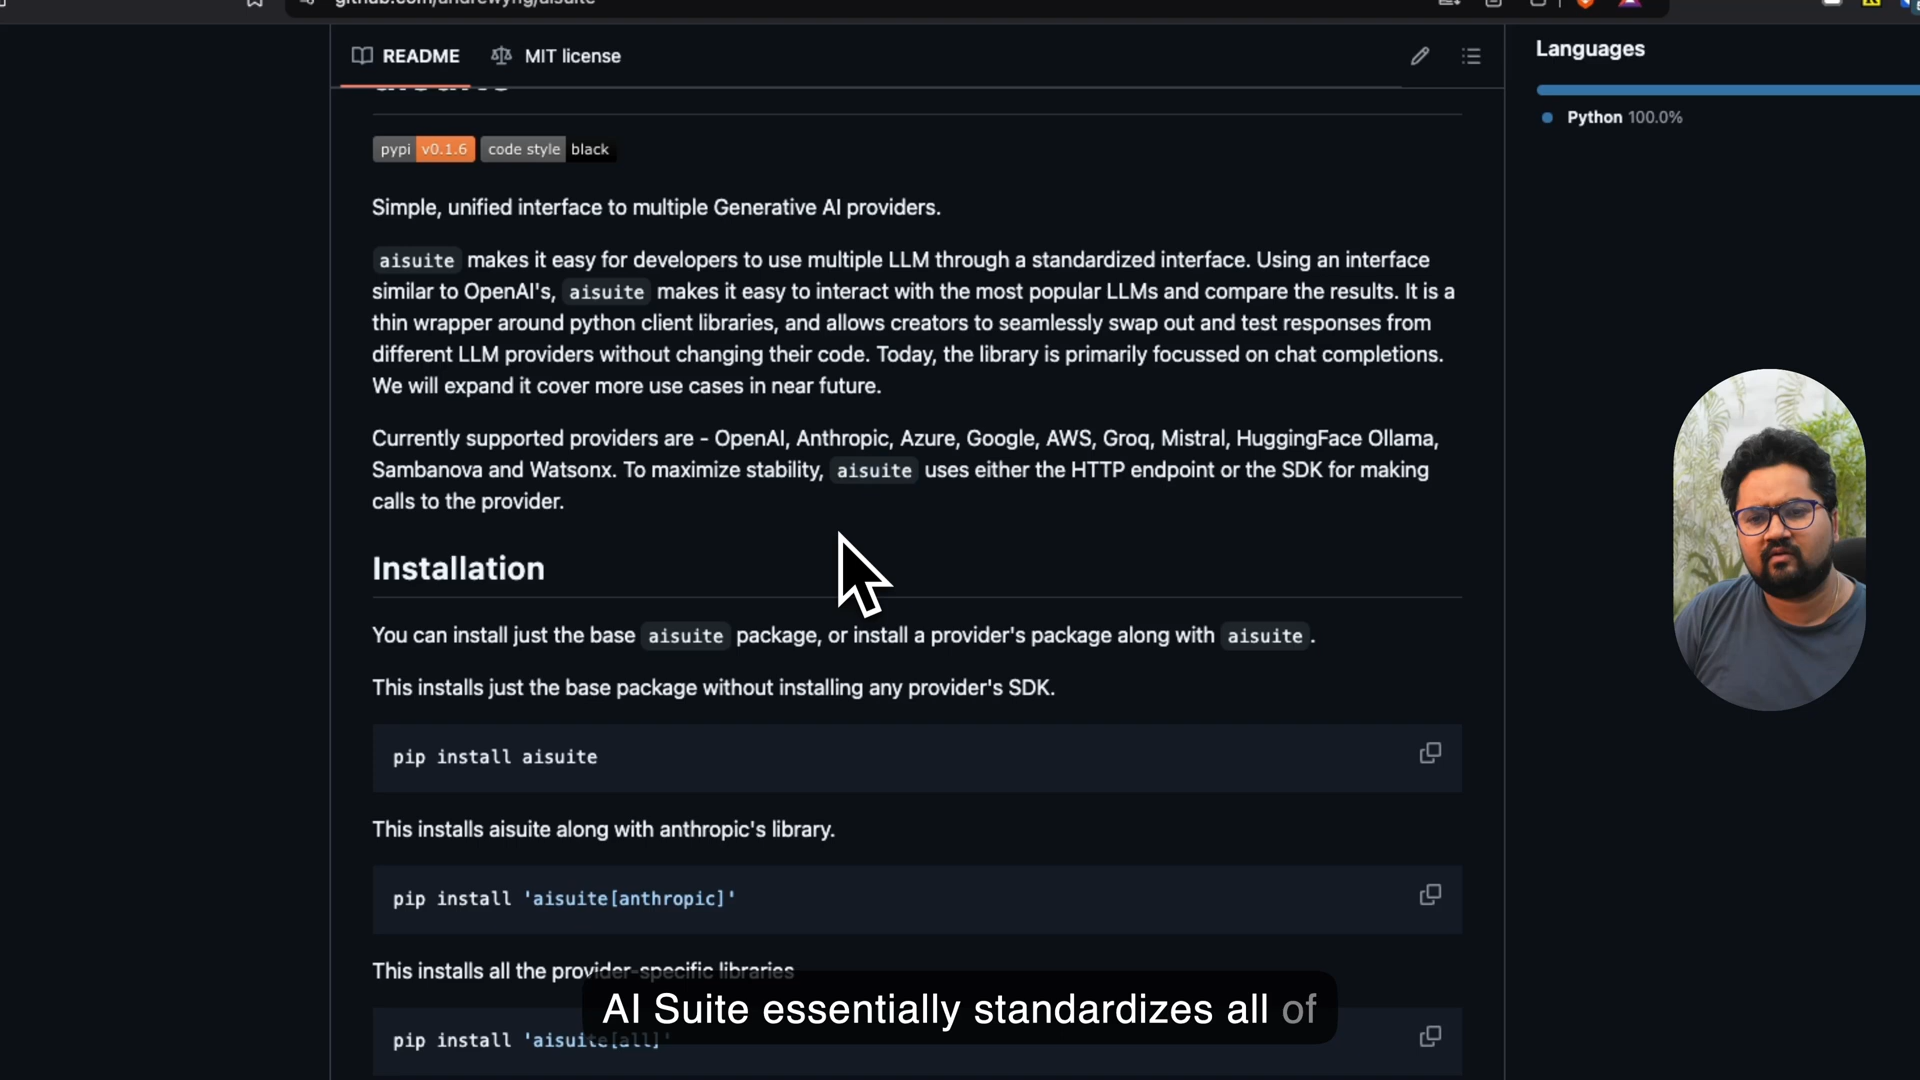 github.com/andrewyng/aisuite
README
MIT license
Languages
aisuite
Python 100.0%
pypi v0.1.6 code style black
Simple, unified interface to multiple Generative AI providers.
aisuite makes it easy for developers to use multiple LLM through a standardized interface. Using an interface
similar to OpenAI's, aisuite makes it easy to interact with the most popular LLMs and compare the results. It is a
thin wrapper around python client libraries, and allows creators to seamlessly swap out and test responses from
different LLM providers without changing their code. Today, the library is primarily focussed on chat completions.
We will expand it cover more use cases in near future.
Currently supported providers are - OpenAI, Anthropic, Azure, Google, AWS, Groq, Mistral, HuggingFace Ollama,
Sambanova and Watsonx. To maximize stability, aisuite uses either the HTTP endpoint or the SDK for making
calls to the provider.
Installation
You can install just the base aisuite package, or install a provider's package along with aisuite.
This installs just the base package without installing any provider's SDK.
pip install aisuite
This installs aisuite along with anthropic's library.
pip install 'aisuite[anthropic]'
This installs all the provider-specific libraries
AI Suite essentially standardizes all of
pip install 'aisuite[all]'